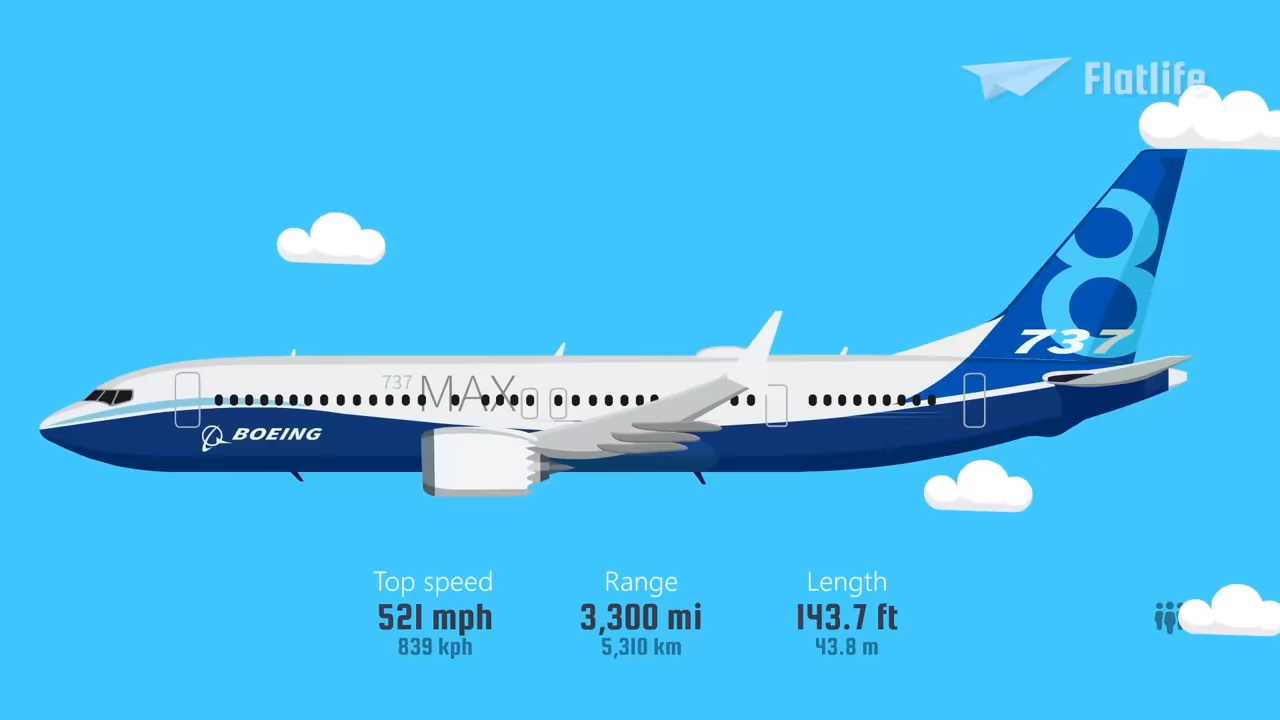 Flatlife
8
737
737 MAX
BOEING
Top speed
521 mph
839 kph
Range
3,300 mi
5,310 km
Length
143.7 ft
43.8 m